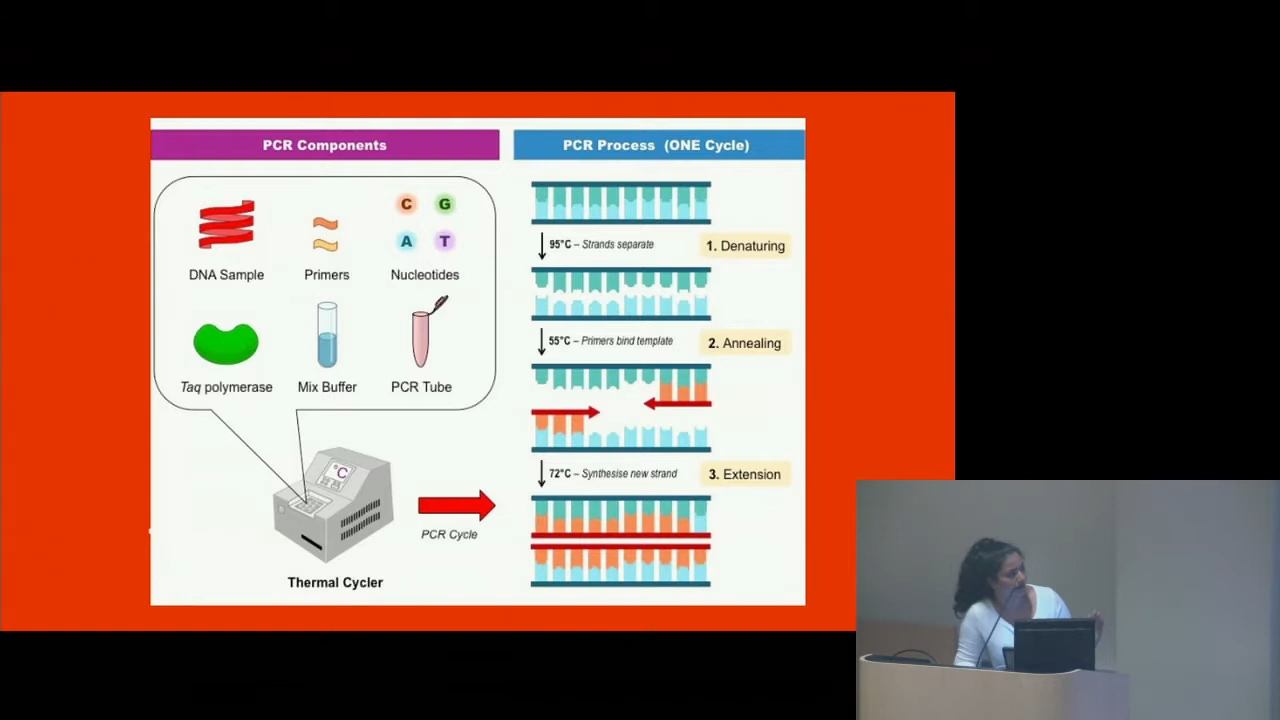 PCR Components
C G
A T
DNA Sample Primers Nucleotides
Taq polymerase Mix Buffer PCR Tube
°C
PCR Cycle
Thermal Cycler
PCR Process (ONE Cycle)
95°C – Strands separate
1. Denaturing
55°C – Primers bind template
2. Annealing
72°C – Synthesise new strand
3. Extension